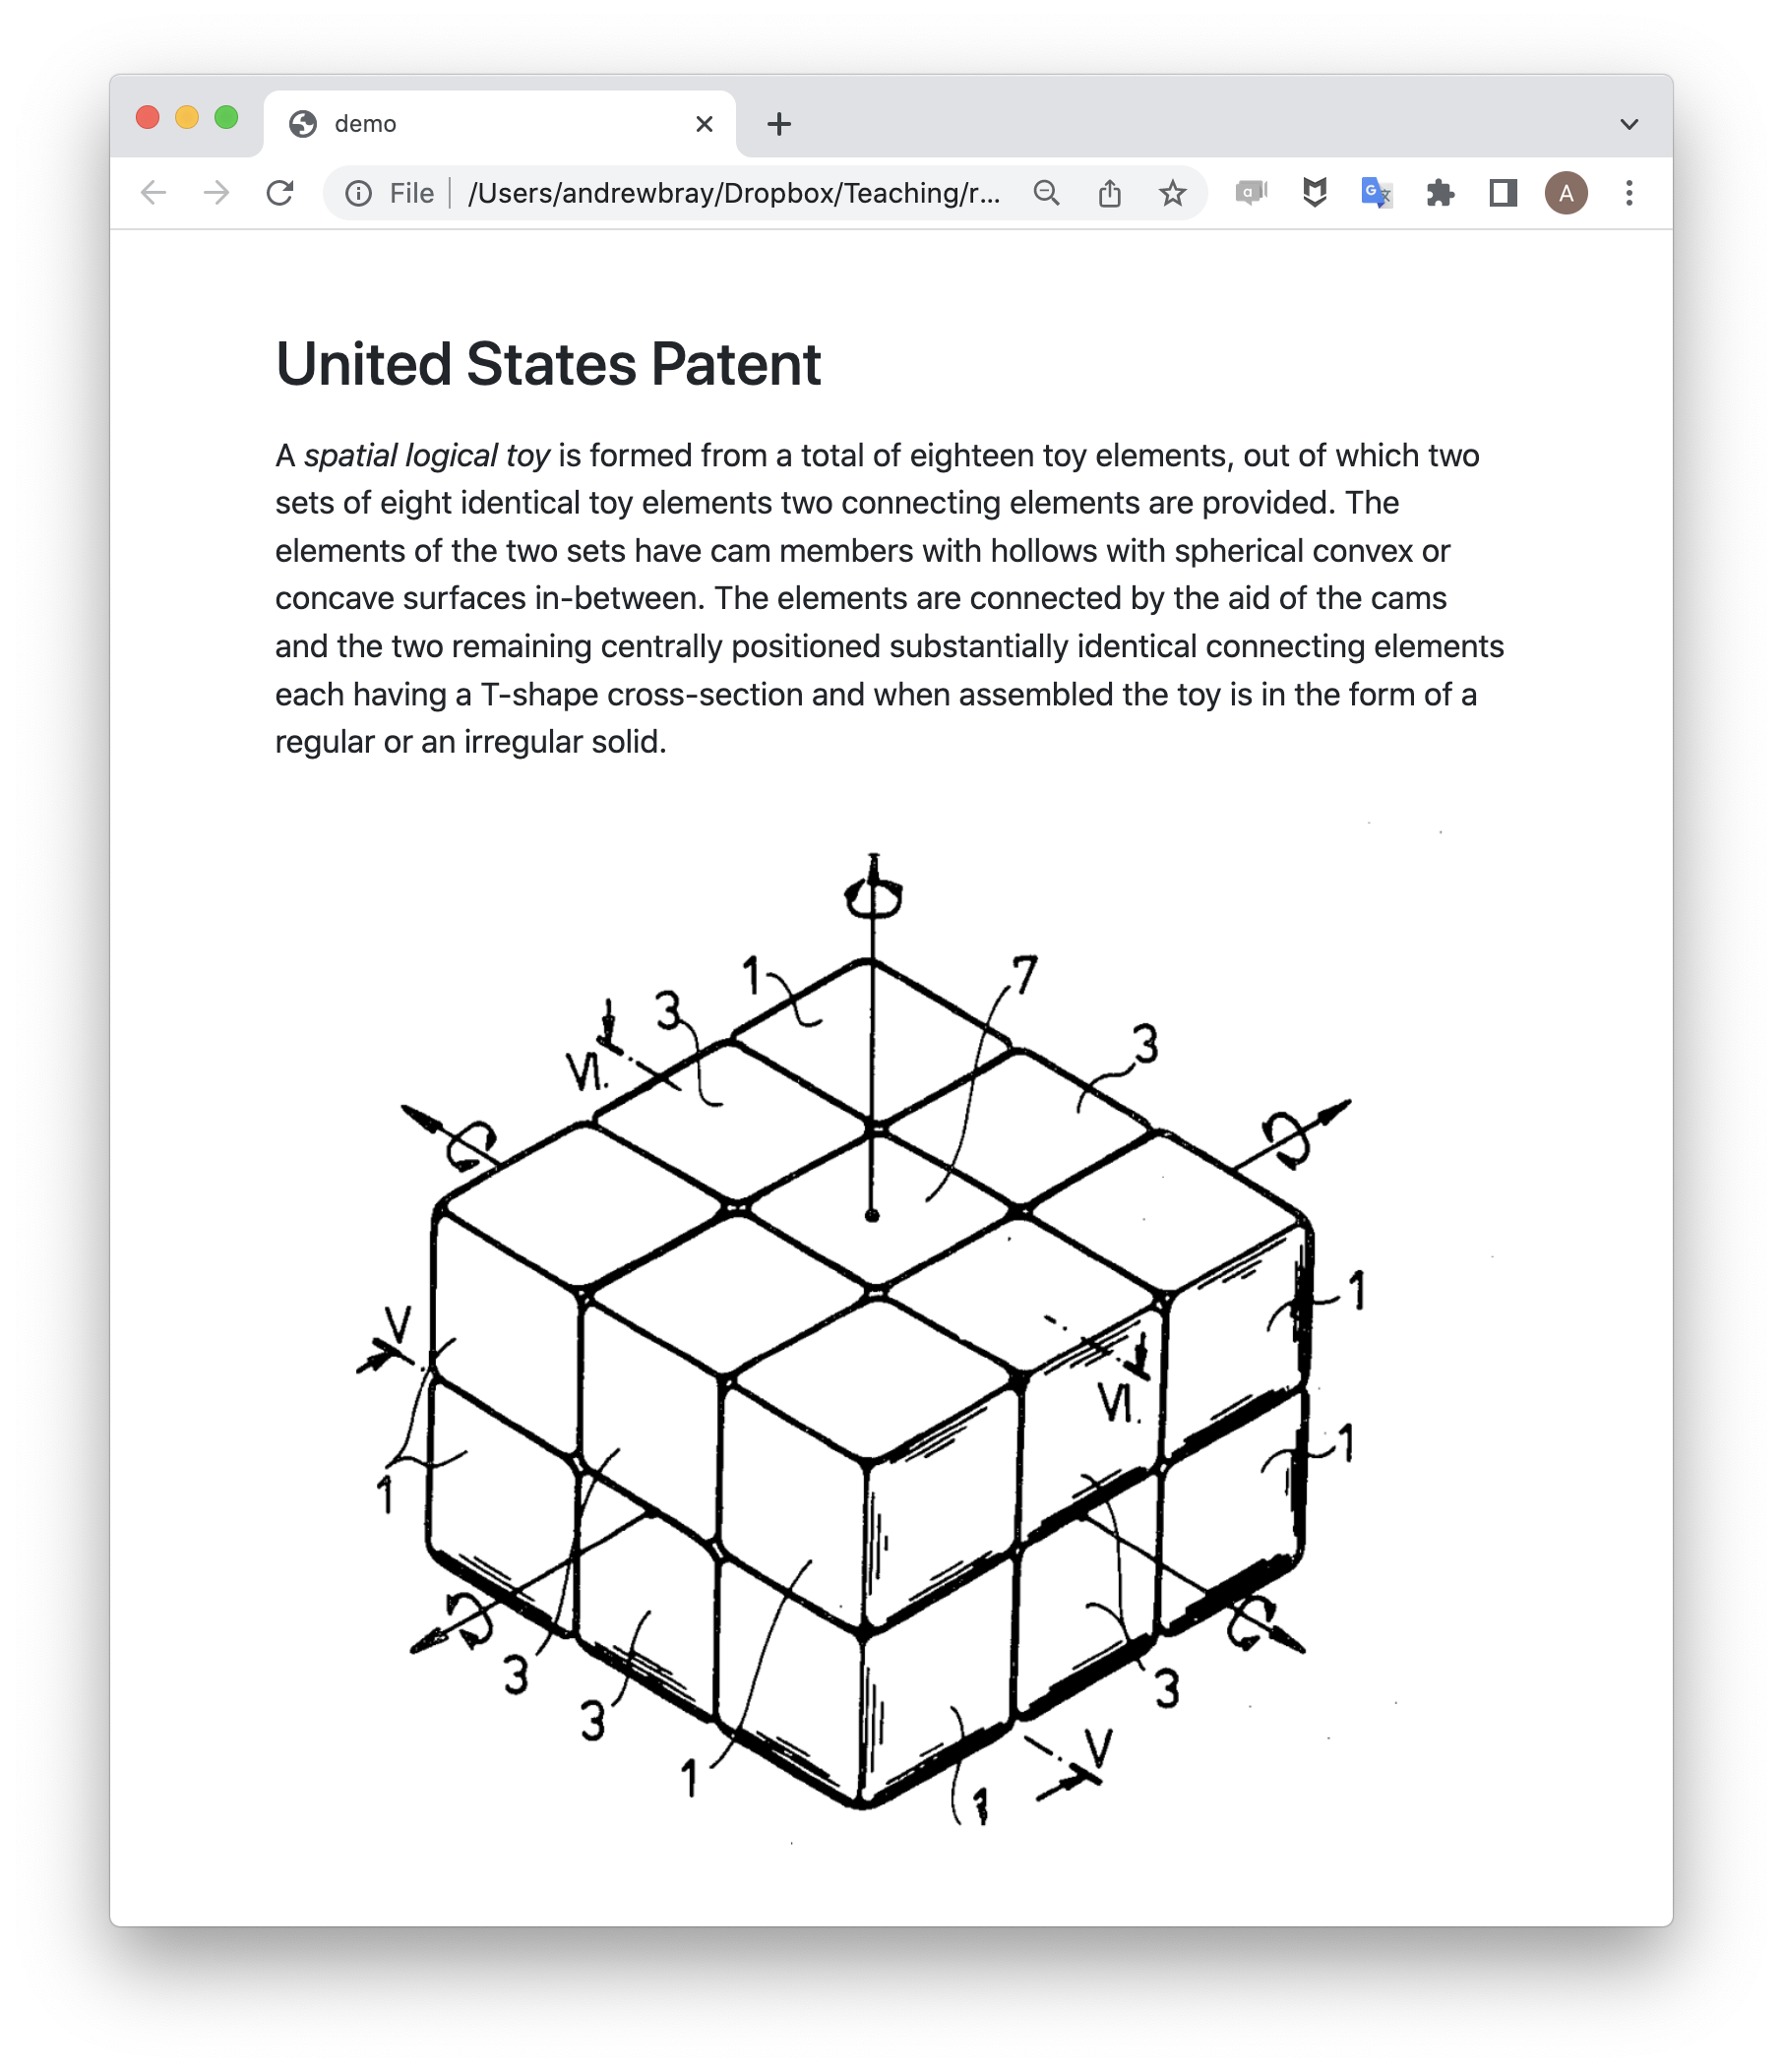 demo
File /Users/andrewbray/Dropbox/Teaching/r...
A
United States Patent
A spatial logical toy is formed from a total of eighteen toy elements, out of which two
sets of eight identical toy elements two connecting elements are provided. The
elements of the two sets have cam members with hollows with spherical convex or
concave surfaces in-between. The elements are connected by the aid of the cams
and the two remaining centrally positioned substantially identical connecting elements
each having a T-shape cross-section and when assembled the toy is in the form of a
regular or an irregular solid.
1
7
3
3
VI.
1
V
VI.
1
1
3
3
3
V
1
1